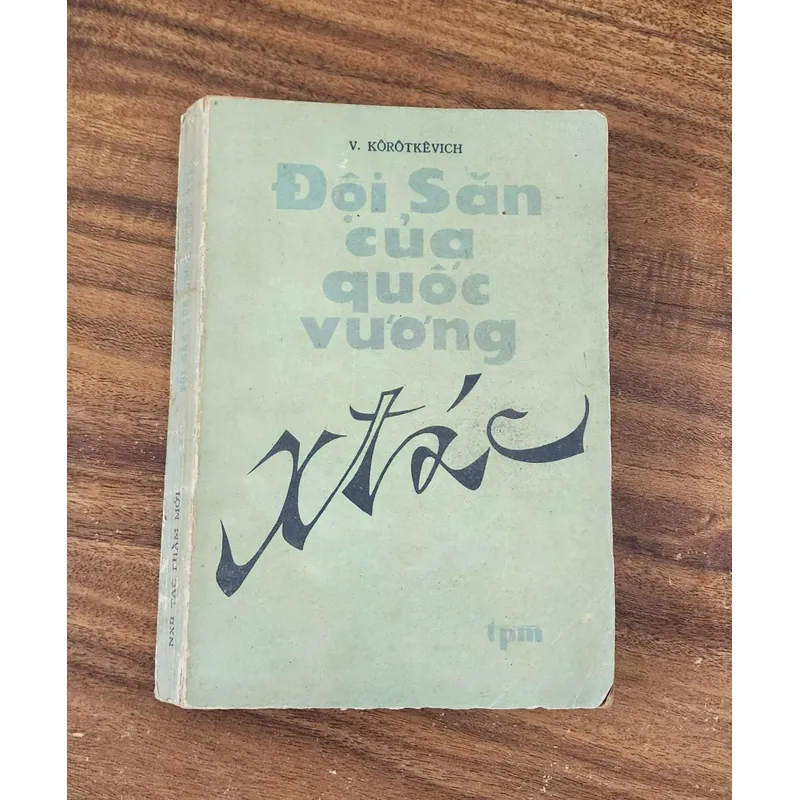 V. KÔRÔTKÊVICH
Đội Săn
của
quốc
vương
xtác
tpm
NXB TÁC PHẨM MỚI